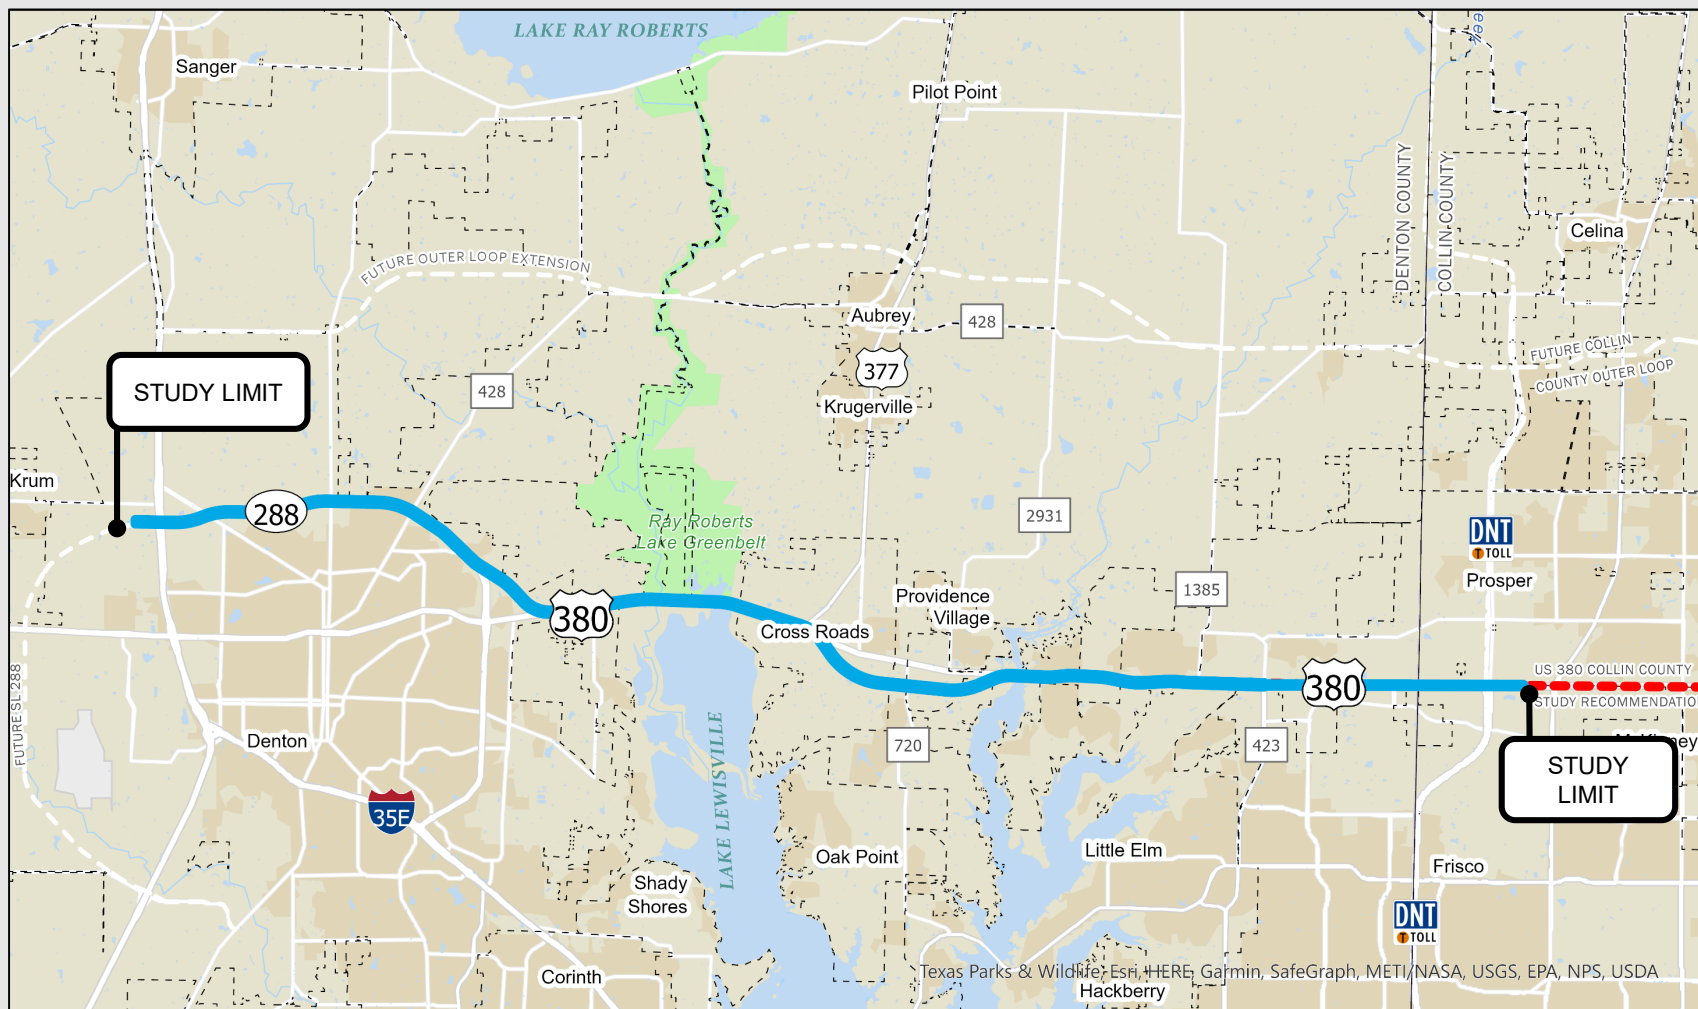 LAKE RAY ROBERTS
Sanger
Pilot Point
DENTON COUNTY
COLLIN COUNTY
Celina
FUTURE OUTER LOOP EXTENSION
Aubrey
428
FUTURE COLLIN
COUNTY OUTER LOOP
377
STUDY LIMIT
428
Krugerville
Krum
288
2931
Ray Roberts
Lake Greenbelt
DNT
T TOLL
Prosper
1385
Providence
Village
380
Cross Roads
US 380 COLLIN COUNTY
STUDY RECOMMENDATION
380
FUTURE SL 288
Denton
720
423
STUDY
LIMIT
35E
LAKE LEWISVILLE
Oak Point
Little Elm
Frisco
Shady
Shores
DNT
T TOLL
Corinth
Texas Parks & Wildlife, Esri, HERE, Garmin, SafeGraph, METI/NASA, USGS, EPA, NPS, USDA
Hackberry